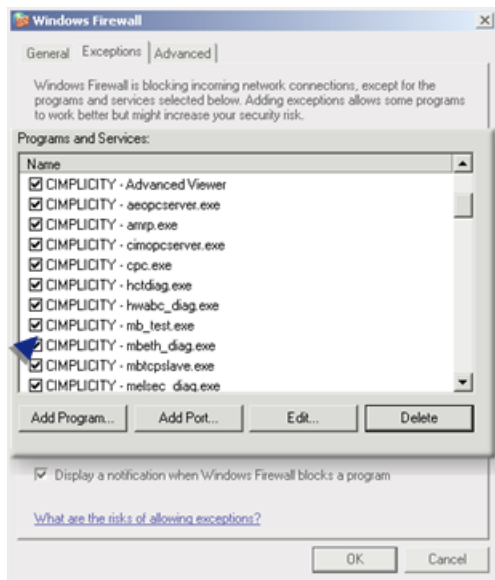 Windows Firewall
General Exceptions Advanced
Windows Firewall is blocking incoming network connections, except for the
programs and services selected below. Adding exceptions allows some programs
to work better but might increase your security risk.
Programs and Services:
Name
CIMPLICITY - Advanced Viewer
CIMPLICITY - aeopcserver.exe
CIMPLICITY - amrp.exe
CIMPLICITY - cimopcserver.exe
CIMPLICITY - cpc.exe
CIMPLICITY - hctdiag.exe
CIMPLICITY - hwabc_diag.exe
CIMPLICITY - mb_test.exe
CIMPLICITY - mbeth_diag.exe
CIMPLICITY - mbtcpslave.exe
CIMPLICITY - melsec_diag.exe
Add Program... Add Port... Edit... Delete
Display a notification when Windows Firewall blocks a program
What are the risks of allowing exceptions?
OK Cancel